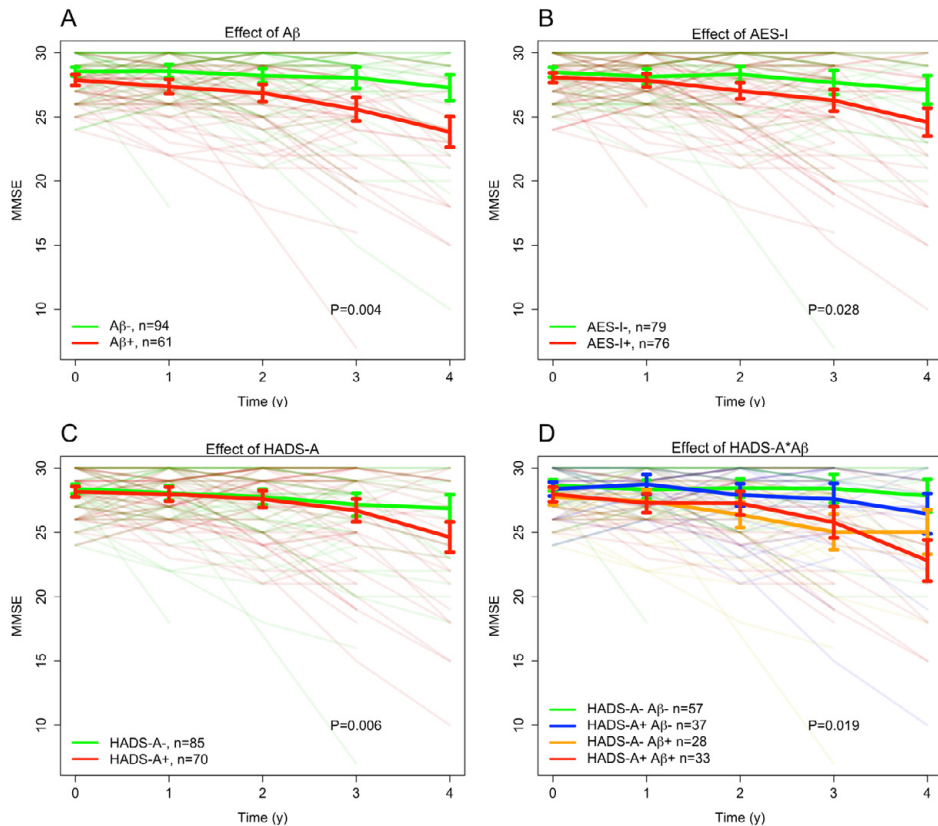 A
Effect of Aβ
30
25
20
15
10
MMSE
P=0.004
Aβ-, n=94
Aβ+, n=61
0 1 2 3 4
Time (y)
B
Effect of AES-I
30
25
20
15
10
MMSE
P=0.028
AES-I-, n=79
AES-I+, n=76
0 1 2 3 4
Time (y)
C
Effect of HADS-A
30
25
20
15
10
MMSE
P=0.006
HADS-A-, n=85
HADS-A+, n=70
0 1 2 3 4
Time (y)
D
Effect of HADS-A*Aβ
30
25
20
15
10
MMSE
P=0.019
HADS-A- Aβ- n=57
HADS-A+ Aβ- n=37
HADS-A- Aβ+ n=28
HADS-A+ Aβ+ n=33
0 1 2 3 4
Time (y)